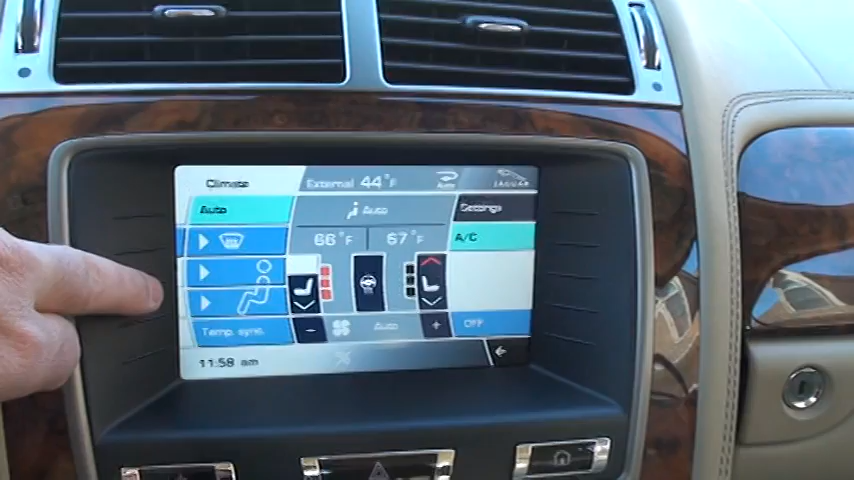 Climate External 44°F Auto JAGUAR
Auto Auto Settings
66°F 67°F A/C
Temp. sync. - Auto + OFF
11:58 am